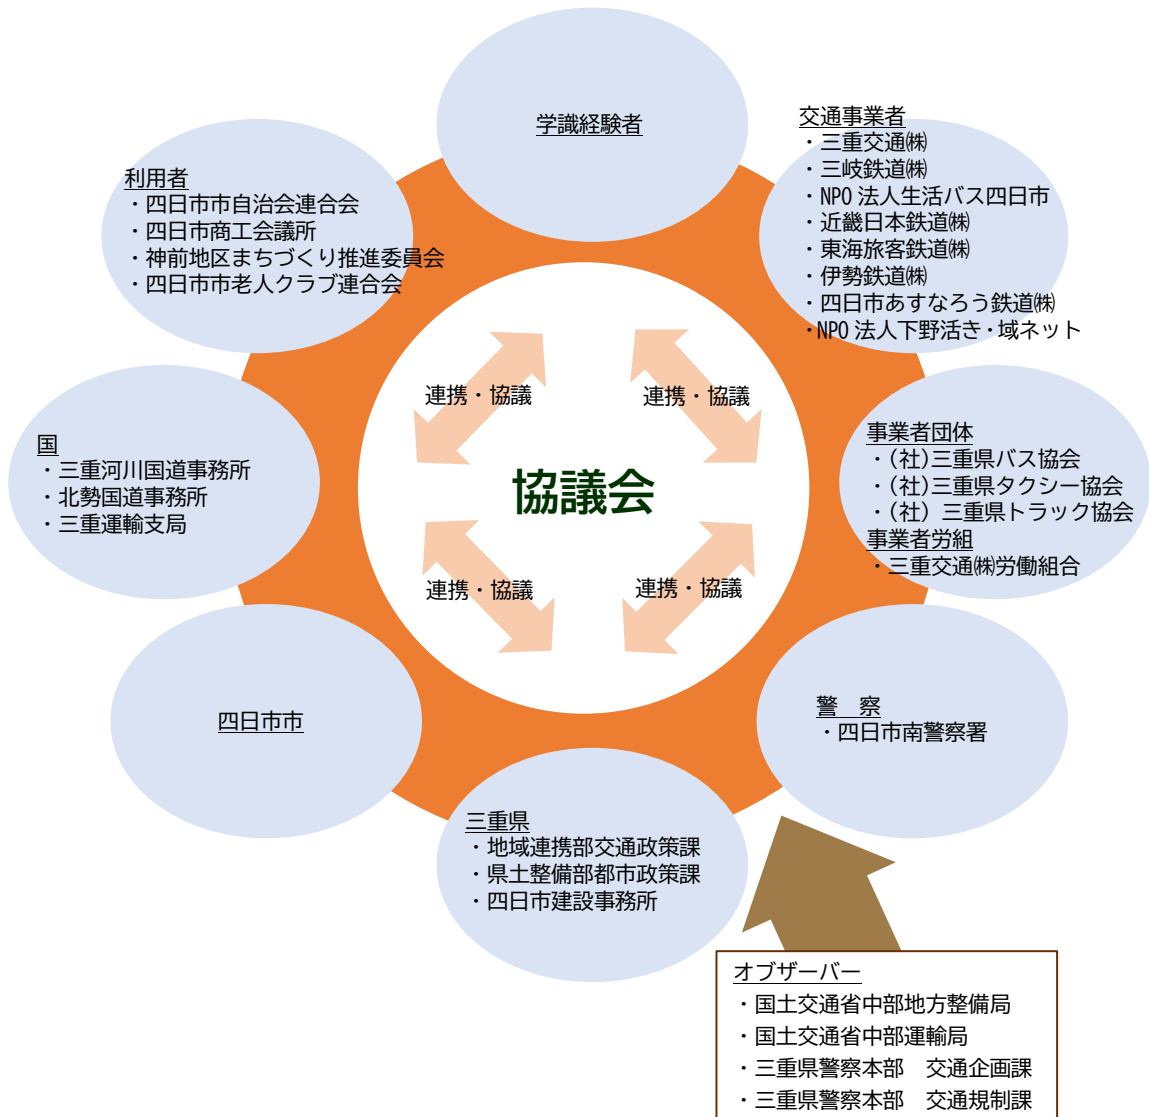 学識経験者
交通事業者
・三重交通㈱
・三岐鉄道㈱
・NPO 法人生活バス四日市
・近畿日本鉄道㈱
・東海旅客鉄道㈱
・伊勢鉄道㈱
・四日市あすなろう鉄道㈱
・NPO 法人下野活き・域ネット
利用者
・四日市市自治会連合会
・四日市商工会議所
・神前地区まちづくり推進委員会
・四日市市老人クラブ連合会
連携・協議
連携・協議
国
・三重河川国道事務所
・北勢国道事務所
・三重運輸支局
協議会
事業者団体
・（社）三重県バス協会
・（社）三重県タクシー協会
・（社） 三重県トラック協会
事業者労組
・三重交通㈱労働組合
連携・協議
連携・協議
四日市市
警　察
・四日市南警察署
三重県
・地域連携部交通政策課
・県土整備部都市政策課
・四日市建設事務所
オブザーバー
・国土交通省中部地方整備局
・国土交通省中部運輸局
・三重県警察本部　交通企画課
・三重県警察本部　交通規制課